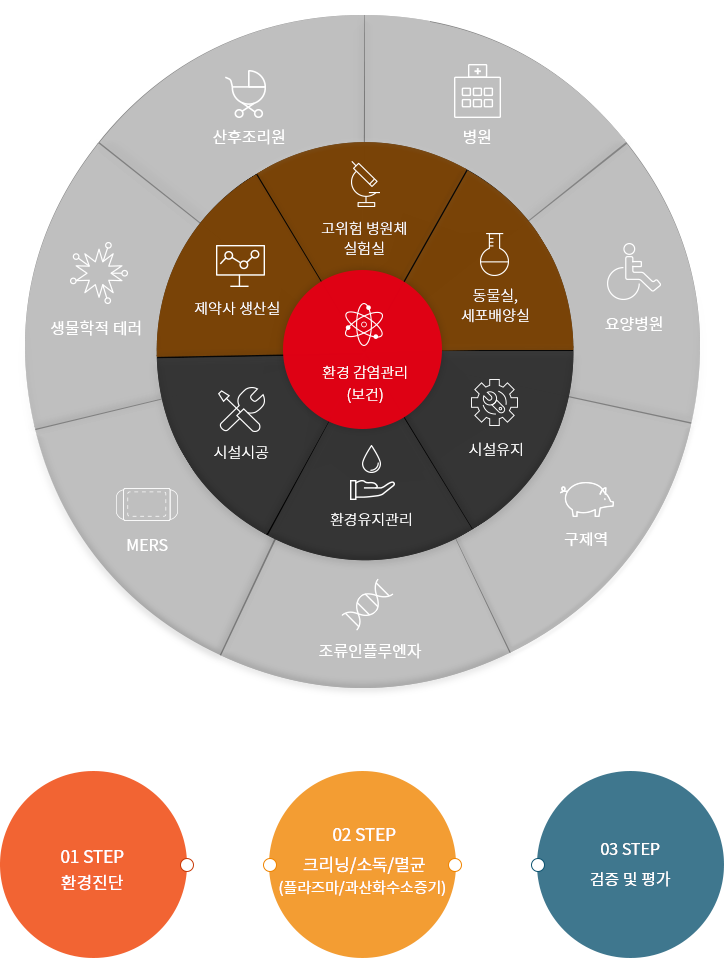 산후조리원
병원
생물학적 테러
요양병원
MERS
구제역
조류인플루엔자
고위험 병원체
실험실
제약사 생산실
동물실,
세포배양실
환경 감염관리
(보건)
시설시공
시설유지
환경유지관리
01 STEP
환경진단
02 STEP
크리닝/소독/멸균
(플라즈마/과산화수소증기)
03 STEP
검증 및 평가